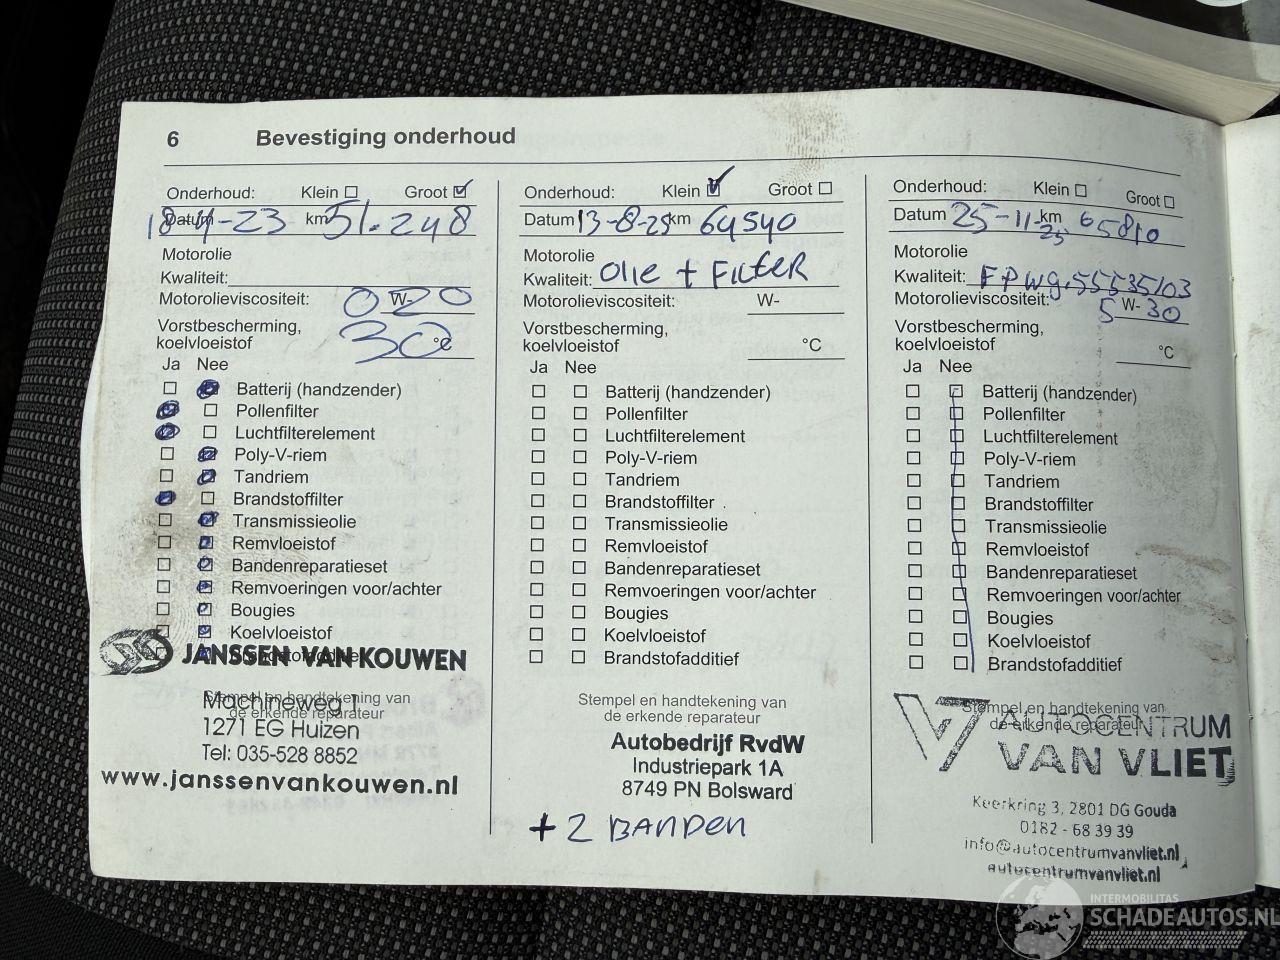 6 Bevestiging onderhoud
Onderhoud: Klein Groot
Datum 18-4-23 km 51.248
Motorolie
Kwaliteit:
Motorolieviscositeit: 0 W- 20
Vorstbescherming,
koelvloeistof 30 °C
Ja Nee
Batterij (handzender)
Pollenfilter
Luchtfilterelement
Poly-V-riem
Tandriem
Brandstoffilter
Transmissieolie
Remvloeistof
Bandenreparatieset
Remvoeringen voor/achter
Bougies
Koelvloeistof
Brandstofadditief
JANSSEN VAN KOUWEN
Stempel en handtekening van
de erkende reparateur
Machineweg 1
1271 EG Huizen
Tel: 035-528 8852
www.janssenvankouwen.nl
Onderhoud: Klein Groot
Datum 13-8-25 km 64540
Motorolie
Kwaliteit: Olie + Filter
Motorolieviscositeit: W-
Vorstbescherming,
koelvloeistof °C
Ja Nee
Batterij (handzender)
Pollenfilter
Luchtfilterelement
Poly-V-riem
Tandriem
Brandstoffilter
Transmissieolie
Remvloeistof
Bandenreparatieset
Remvoeringen voor/achter
Bougies
Koelvloeistof
Brandstofadditief
Stempel en handtekening van
de erkende reparateur
Autobedrijf RvdW
Industriepark 1A
8749 PN Bolsward
+ 2 BANDEN
Onderhoud: Klein Groot
Datum 25-11-25 km 65810
Motorolie
Kwaliteit:
Motorolieviscositeit: 5 W- 30
Vorstbescherming,
koelvloeistof °C
Ja Nee
Batterij (handzender)
Pollenfilter
Luchtfilterelement
Poly-V-riem
Tandriem
Brandstoffilter
Transmissieolie
Remvloeistof
Bandenreparatieset
Remvoeringen voor/achter
Bougies
Koelvloeistof
Brandstofadditief
Stempel en handtekening van
de erkende reparateur
AUTOCENTRUM
VAN VLIET
Keerkring 3, 2801 DG Gouda
0182 - 68 39 39
info@autocentrumvanvliet.nl
autocentrumvanvliet.nl
INTERMOBILITAS
SCHADEAUTOS.NL